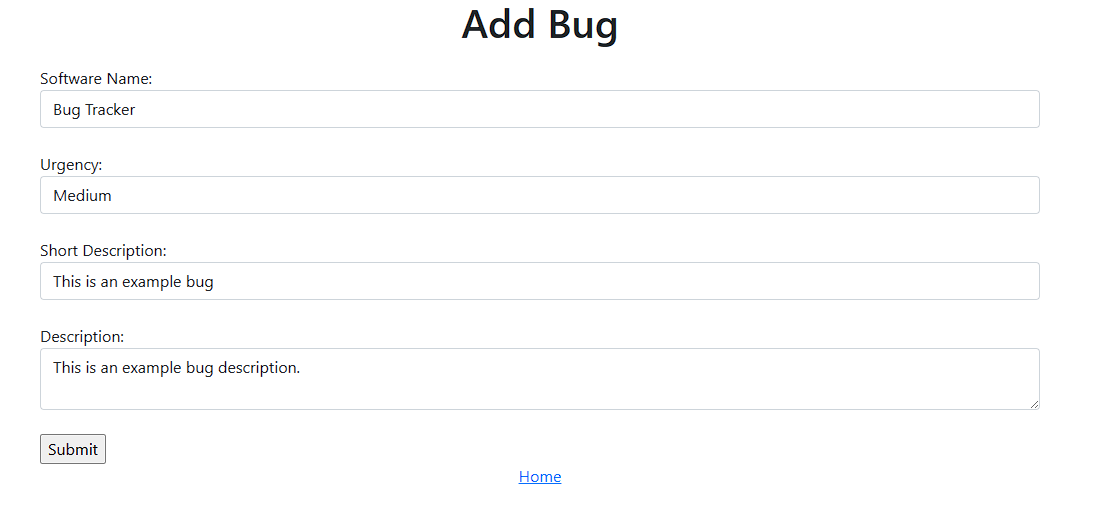 Add Bug
Software Name:
Bug Tracker
Urgency:
Medium
Short Description:
This is an example bug
Description:
This is an example bug description.
Submit
Home